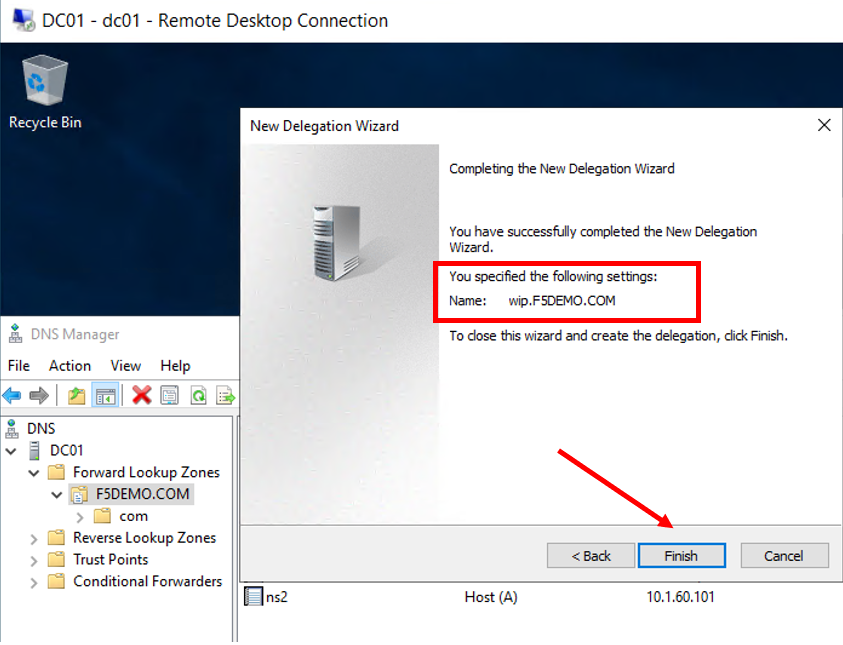 DC01 - dc01 - Remote Desktop Connection
Recycle Bin
New Delegation Wizard
Completing the New Delegation Wizard
You have successfully completed the New Delegation
Wizard.
You specified the following settings:
Name: wip.F5DEMO.COM
To close this wizard and create the delegation, click Finish.
< Back Finish Cancel
DNS Manager
File Action View Help
DNS
DC01
Forward Lookup Zones
F5DEMO.COM
com
Reverse Lookup Zones
Trust Points
Conditional Forwarders
ns2 Host (A) 10.1.60.101